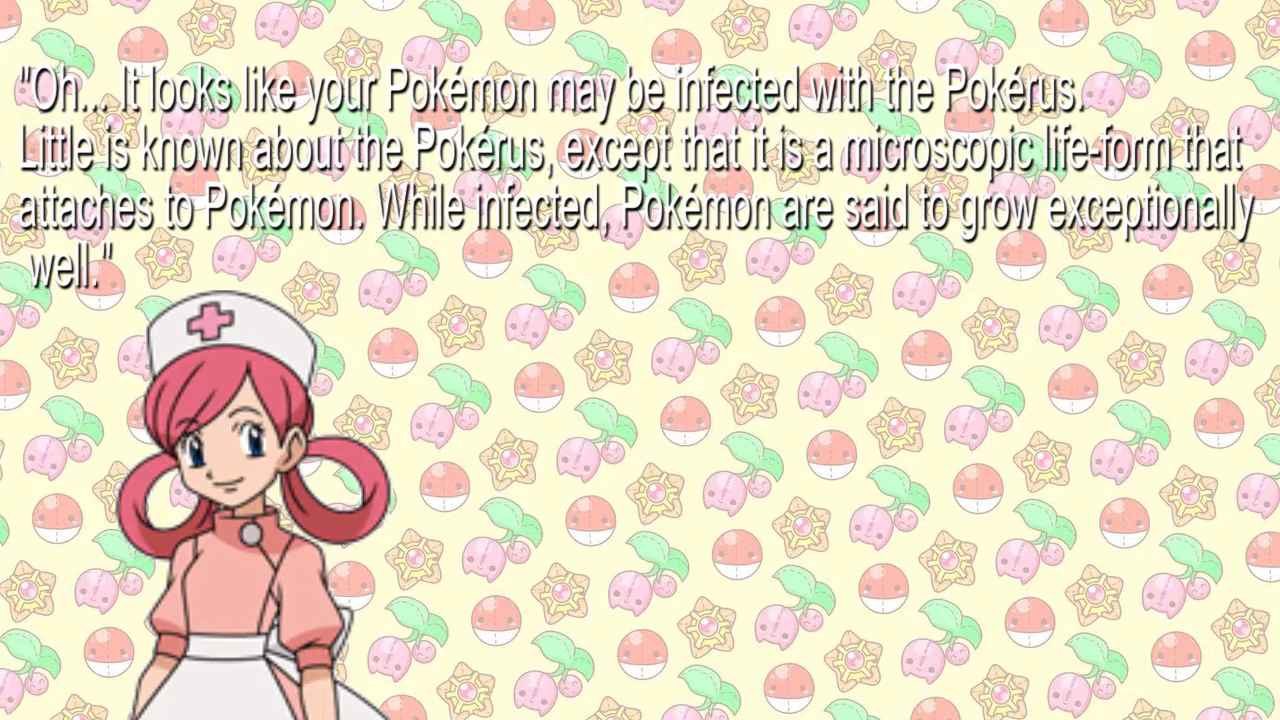 "Oh... It looks like your Pokémon may be infected with the Pokérus.
Little is known about the Pokérus, except that it is a microscopic life-form that
attaches to Pokémon. While infected, Pokémon are said to grow exceptionally
well."